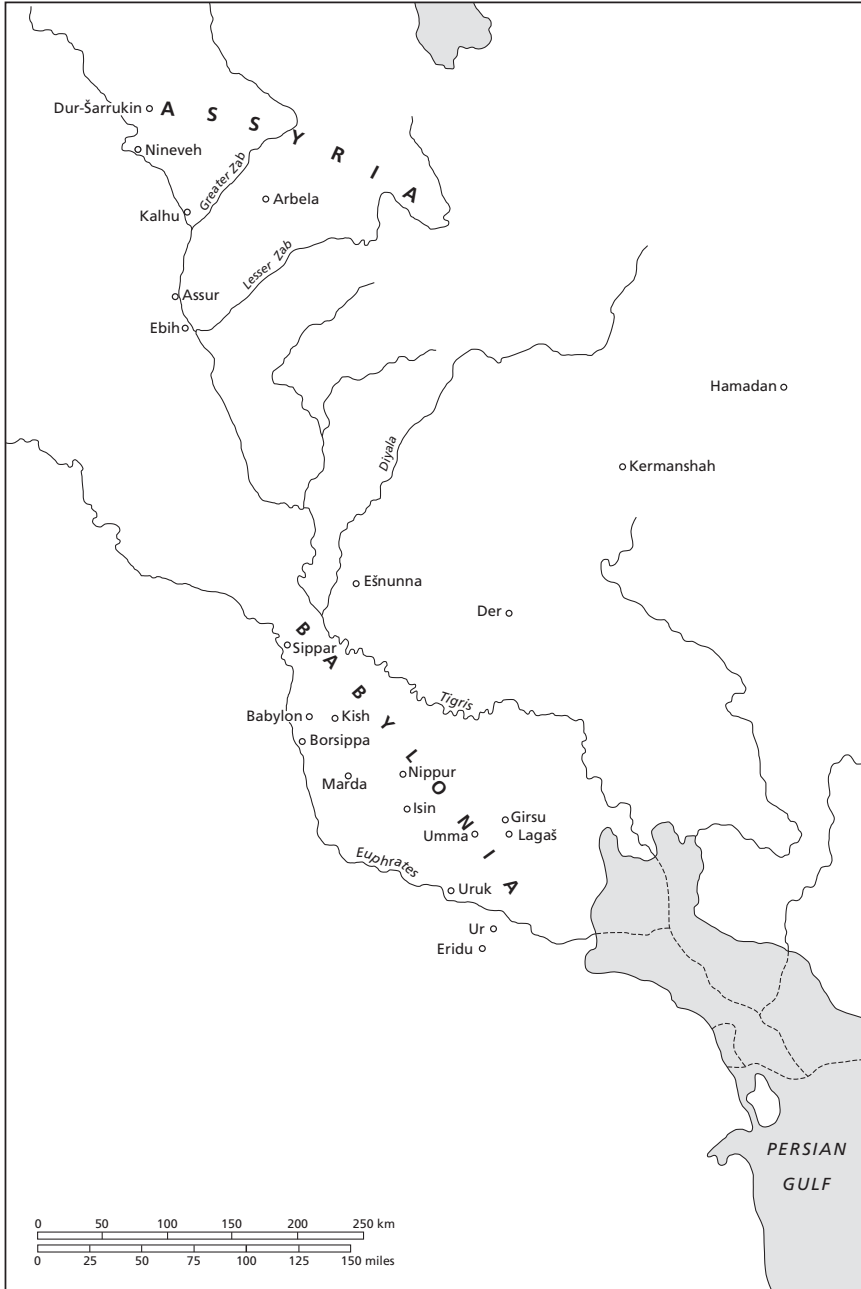 Dur-Šarrukin
ASSYRIA
Nineveh
Greater Zab
Kalhu
Arbela
Lesser Zab
Assur
Ebih
Hamadan
Diyala
Kermanshah
Ešnunna
Der
BABYLONIA
Sippar
Tigris
Babylon
Kish
Borsippa
Marda
Nippur
Isin
Girsu
Umma
Lagaš
Euphrates
Uruk
Ur
Eridu
PERSIAN
GULF
0 50 100 150 200 250 km
0 25 50 75 100 125 150 miles